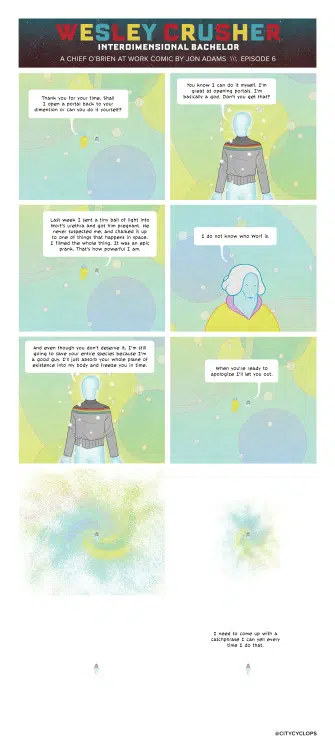 WESLEY CRUSHER
INTERDIMENSIONAL BACHELOR
A CHIEF O'BRIEN AT WORK COMIC BY JON ADAMS \\\ EPISODE 6
Thank you for your time. Shall
I open a portal back to your
dimention or can you do it yourself?
You know I can do it myself. I'm
great at opening portals. I'm
basically a god. Don't you get that?
Last week I sent a tiny ball of light into
Worf's urethra and got him pregnant. He
never suspected me, and chalked it up
to one of things that happens in space.
I filmed the whole thing. It was an epic
prank. That's how powerful I am.
I do not know who Worf is.
And even though you don't deserve it, I'm still
going to save your entire species because I'm
a good guy. I'll just absorb your whole plane of
existence into my body and freeze you in time.
When you're ready to
apologize I'll let you out.
I need to come up with a
catchphrase I can yell every
time I do that.
@CITYCYCLOPS